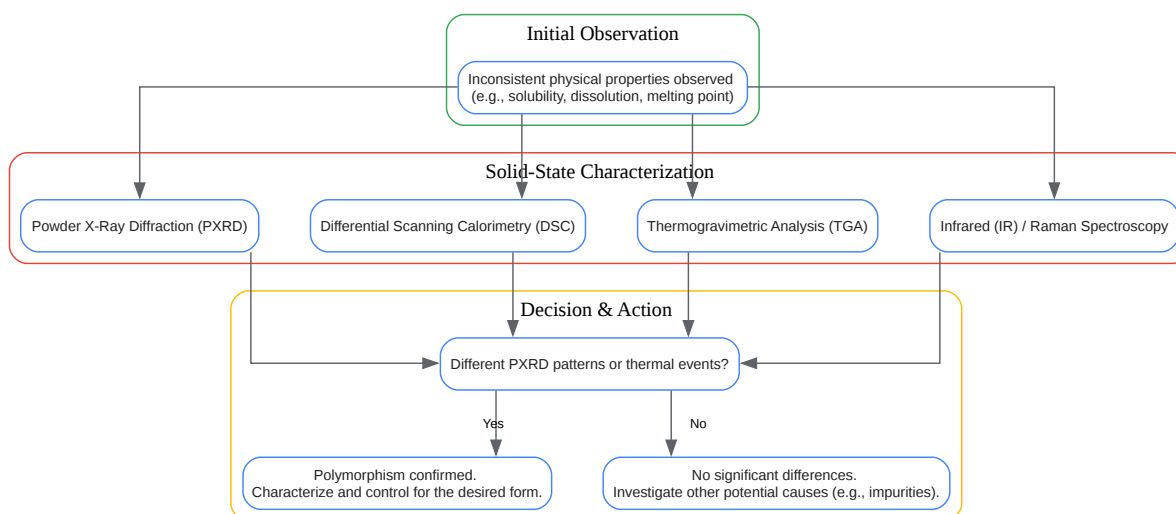 Initial Observation
Inconsistent physical properties observed
(e.g., solubility, dissolution, melting point)
Solid-State Characterization
Powder X-Ray Diffraction (PXRD)
Differential Scanning Calorimetry (DSC)
Thermogravimetric Analysis (TGA)
Infrared (IR) / Raman Spectroscopy
Decision & Action
Different PXRD patterns or thermal events?
Yes
No
Polymorphism confirmed.
Characterize and control for the desired form.
No significant differences.
Investigate other potential causes (e.g., impurities).